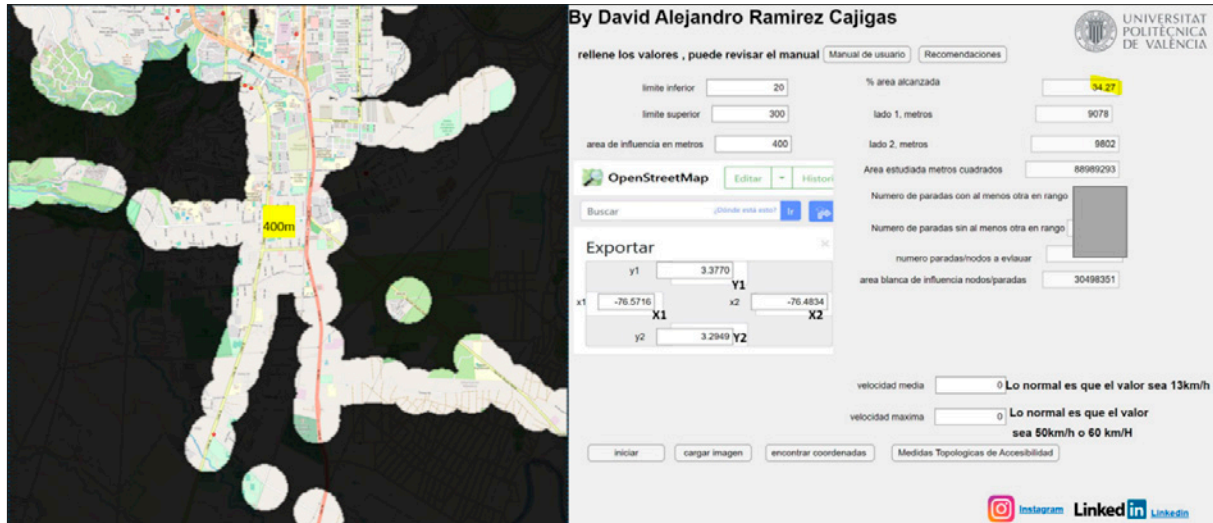 400m
By David Alejandro Ramirez Cajigas
UNIVERSITAT
POLITÈCNICA
DE VALÈNCIA
rellene los valores , puede revisar el manual Manual de usuario Recomendaciones
limite inferior 20
limite superior 300
area de influencia en metros 400
% area alcanzada 34.27
lado 1, metros 9078
lado 2, metros 9802
Area estudiada metros cuadrados 88989293
Numero de paradas con al menos otra en rango
Numero de paradas sin al menos otra en rango
numero paradas/nodos a evlauar
area blanca de influencia nodos/paradas 30498351
OpenStreetMap Editar Histori
Buscar ¿Dónde está esto? Ir
Exportar
y1 3.3770
Y1
x1 -76.5716 x2 -76.4834
X1 X2
y2 3.2949 Y2
velocidad media 0 Lo normal es que el valor sea 13km/h
velocidad maxima 0 Lo normal es que el valor
sea 50km/h o 60 km/H
iniciar cargar imagen encontrar coordenadas Medidas Topologicas de Accesibilidad
Instagram Linked in Linkedin